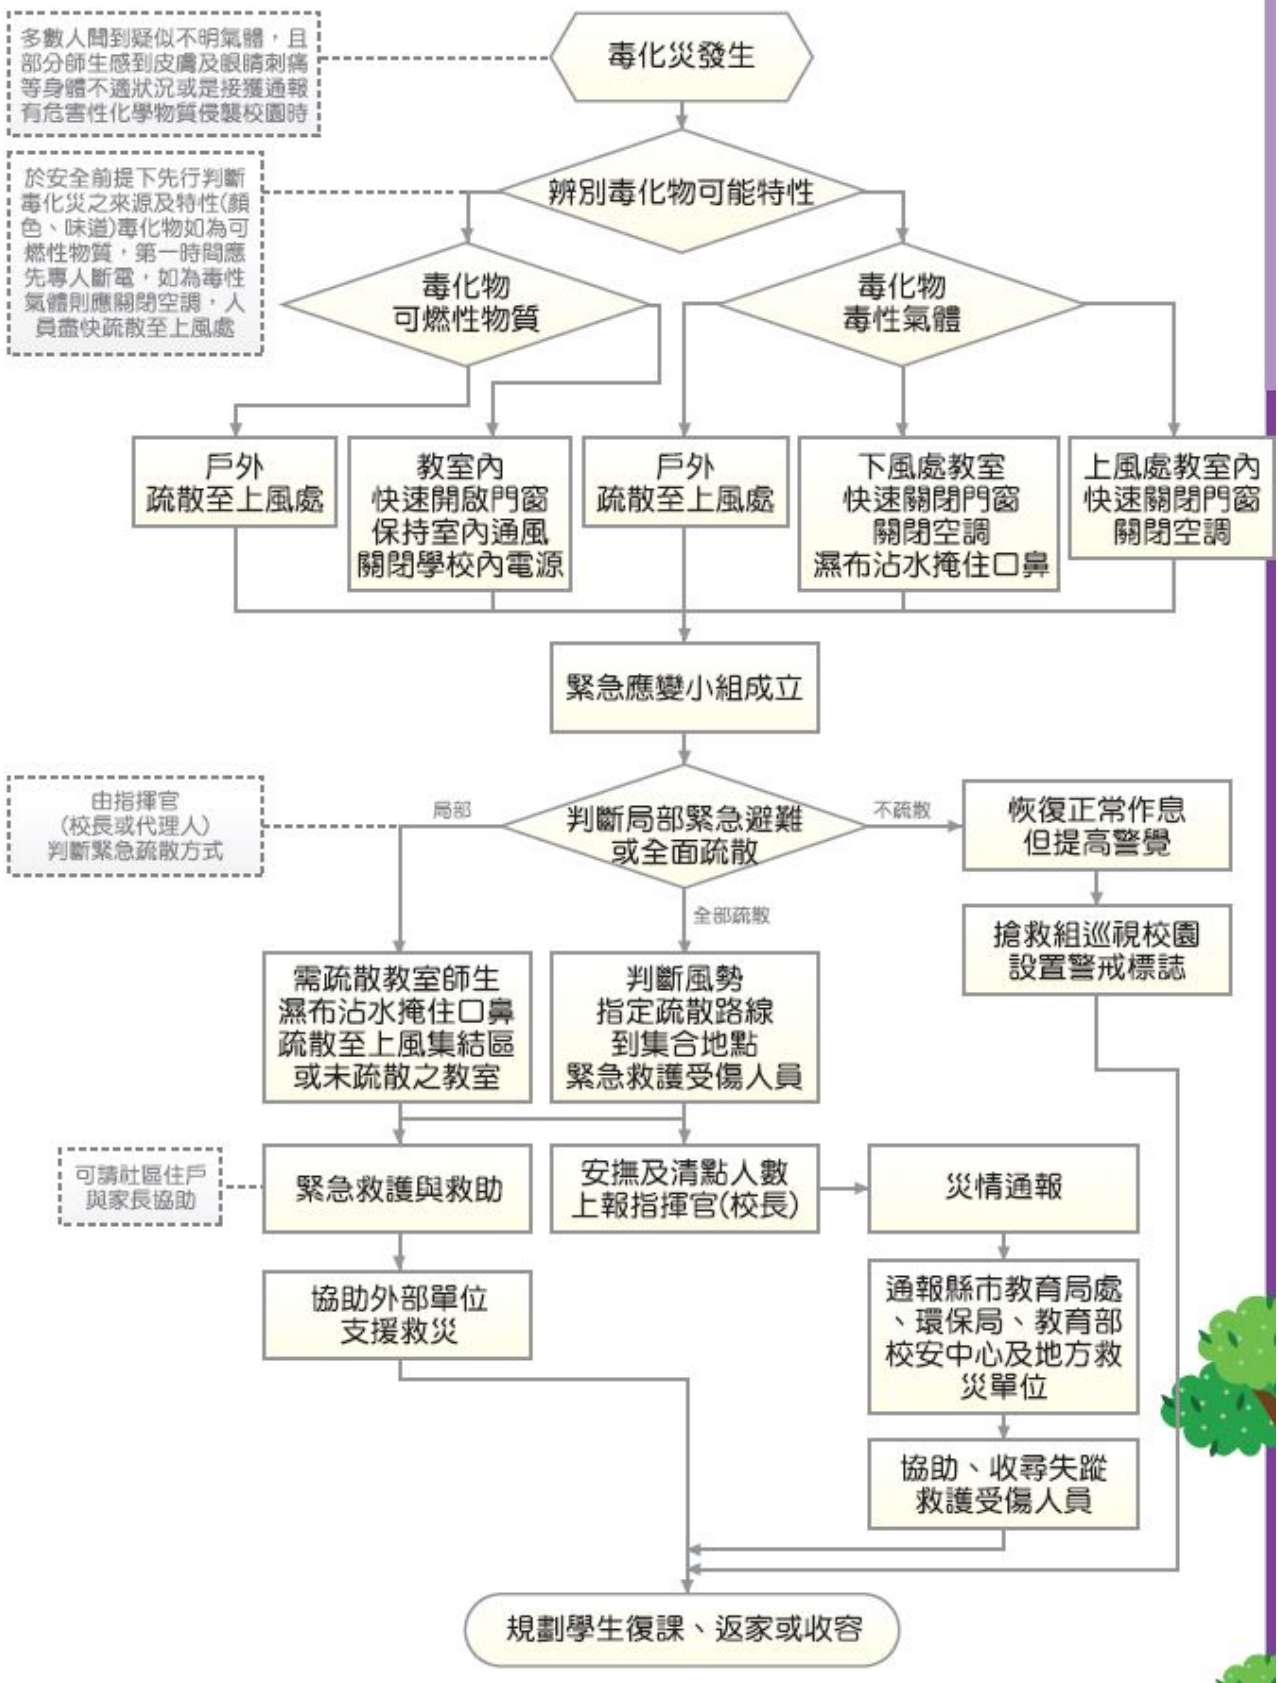 多數人聞到疑似不明氣體，且
部分師生感到皮膚及眼睛刺痛
等身體不適狀況或是接獲通報
有危害性化學物質侵襲校園時
毒化災發生
於安全前提下先行判斷
毒化災之來源及特性(顏
色、味道)毒化物如為可
燃性物質，第一時間應
先專人斷電，如為毒性
氣體則應關閉空調，人
員盡快疏散至上風處
辨別毒化物可能特性
毒化物
可燃性物質
毒化物
毒性氣體
戶外
疏散至上風處
教室內
快速開啟門窗
保持室內通風
關閉學校內電源
戶外
疏散至上風處
下風處教室
快速關閉門窗
關閉空調
濕布沾水掩住口鼻
上風處教室內
快速關閉門窗
關閉空調
緊急應變小組成立
由指揮官
(校長或代理人)
判斷緊急疏散方式
局部
判斷局部緊急避難
或全面疏散
不疏散
恢復正常作息
但提高警覺
全部疏散
搶救組巡視校園
設置警戒標誌
需疏散教室師生
濕布沾水掩住口鼻
疏散至上風集結區
或未疏散之教室
判斷風勢
指定疏散路線
到集合地點
緊急救護受傷人員
可請社區住戶
與家長協助
緊急救護與救助
安撫及清點人數
上報指揮官(校長)
災情通報
協助外部單位
支援救災
通報縣市教育局處
、環保局、教育部
校安中心及地方救
災單位
協助、收尋失蹤
救護受傷人員
規劃學生復課、返家或收容